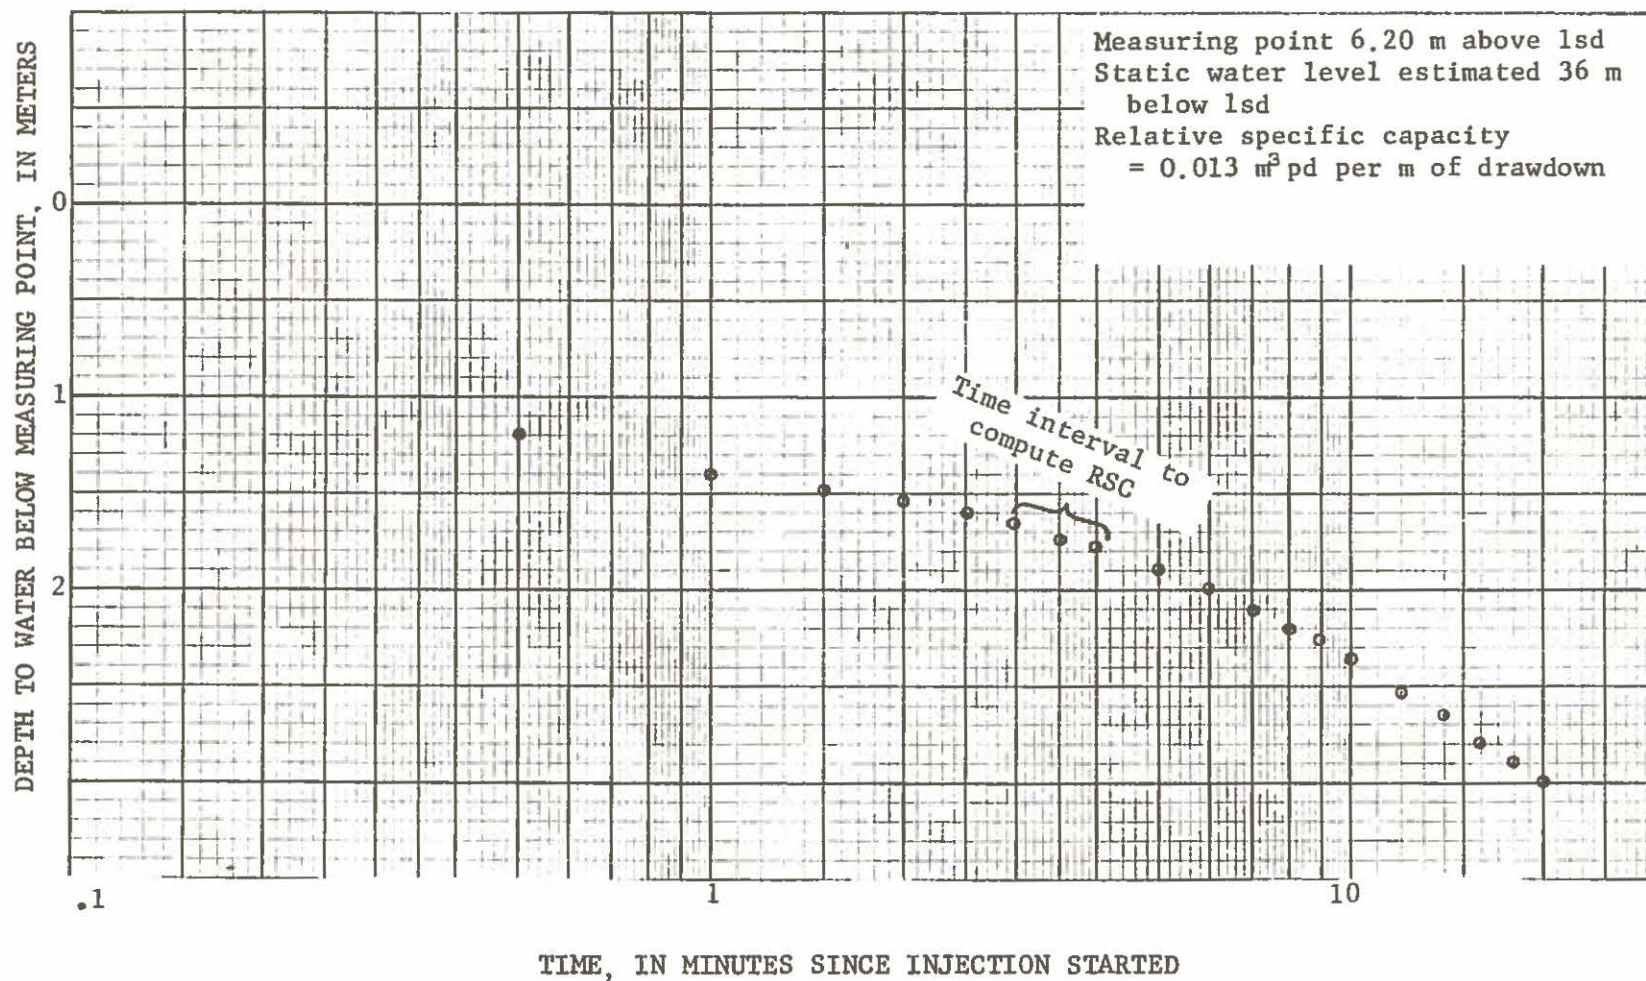 Measuring point 6.20 m above lsd
Static water level estimated 36 m
below lsd
Relative specific capacity
= 0.013 m³pd per m of drawdown
DEPTH TO WATER BELOW MEASURING POINT, IN METERS
0
1
2
Time interval to
compute RSC
.1
1
10
TIME, IN MINUTES SINCE INJECTION STARTED